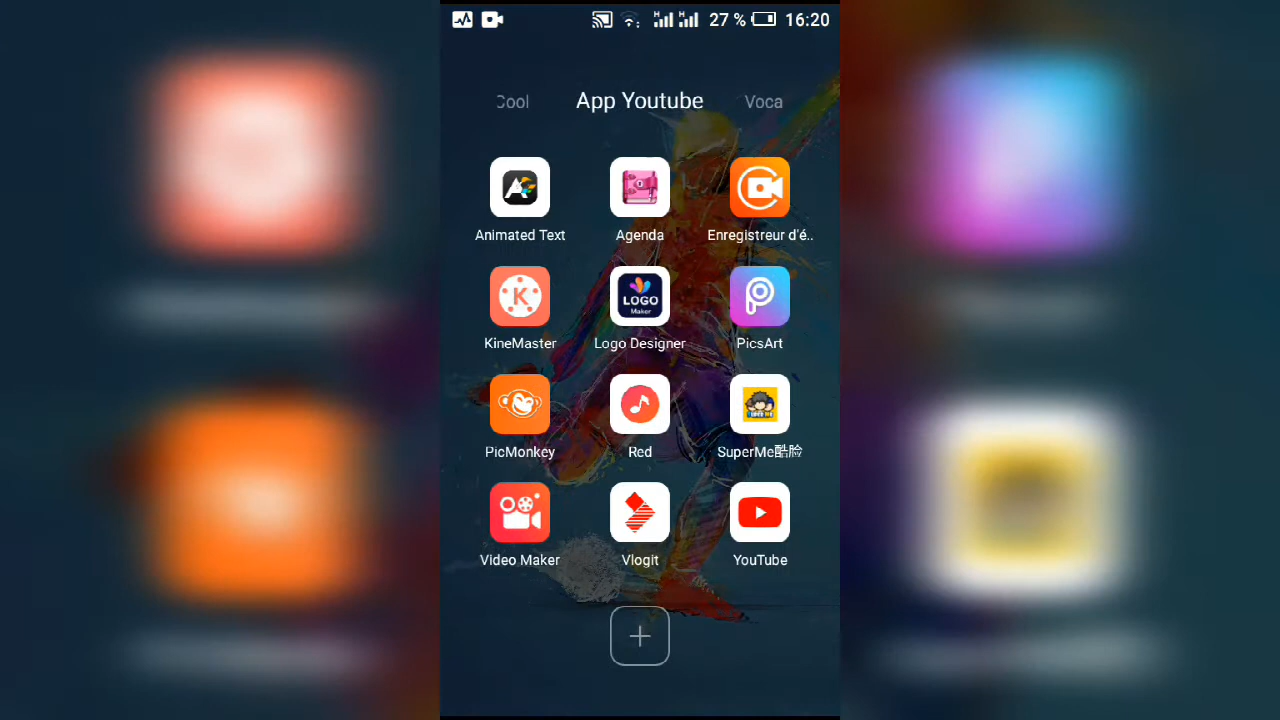 H H 27 % 16:20
Cool App Youtube Voca
Animated Text Agenda Enregistreur d'é..
K
LOGO
Maker
KineMaster Logo Designer PicsArt
PicMonkey Red SuperMe酷脸
Video Maker Vlogit YouTube